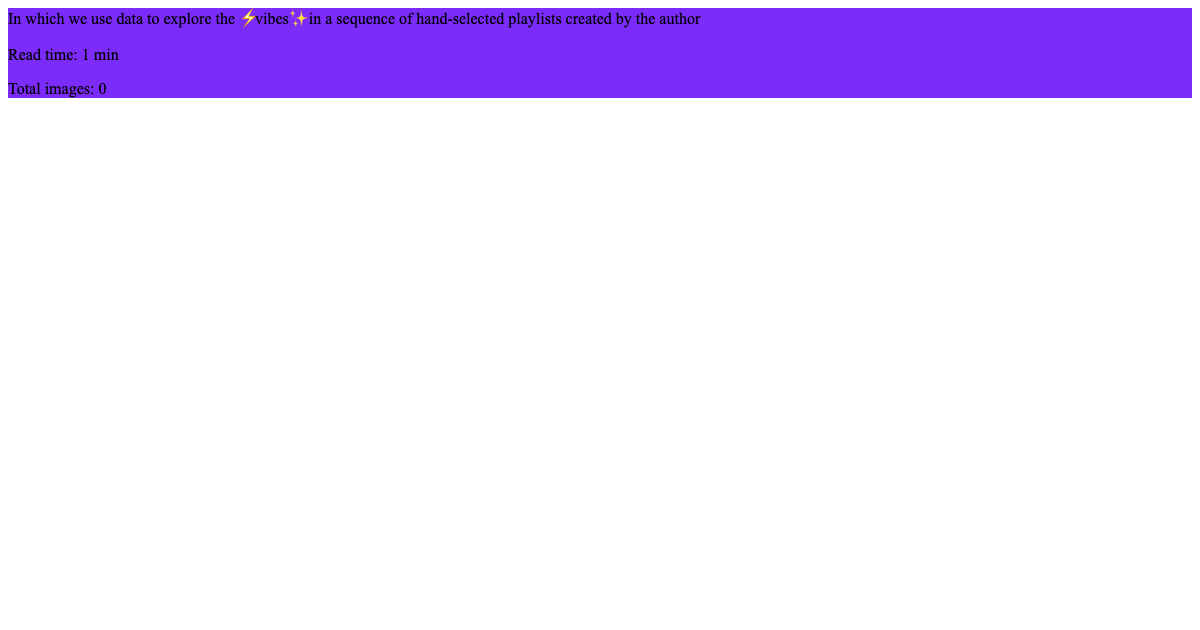 In which we use data to explore the ⚡vibes✨in a sequence of hand-selected playlists created by the author
Read time: 1 min
Total images: 0